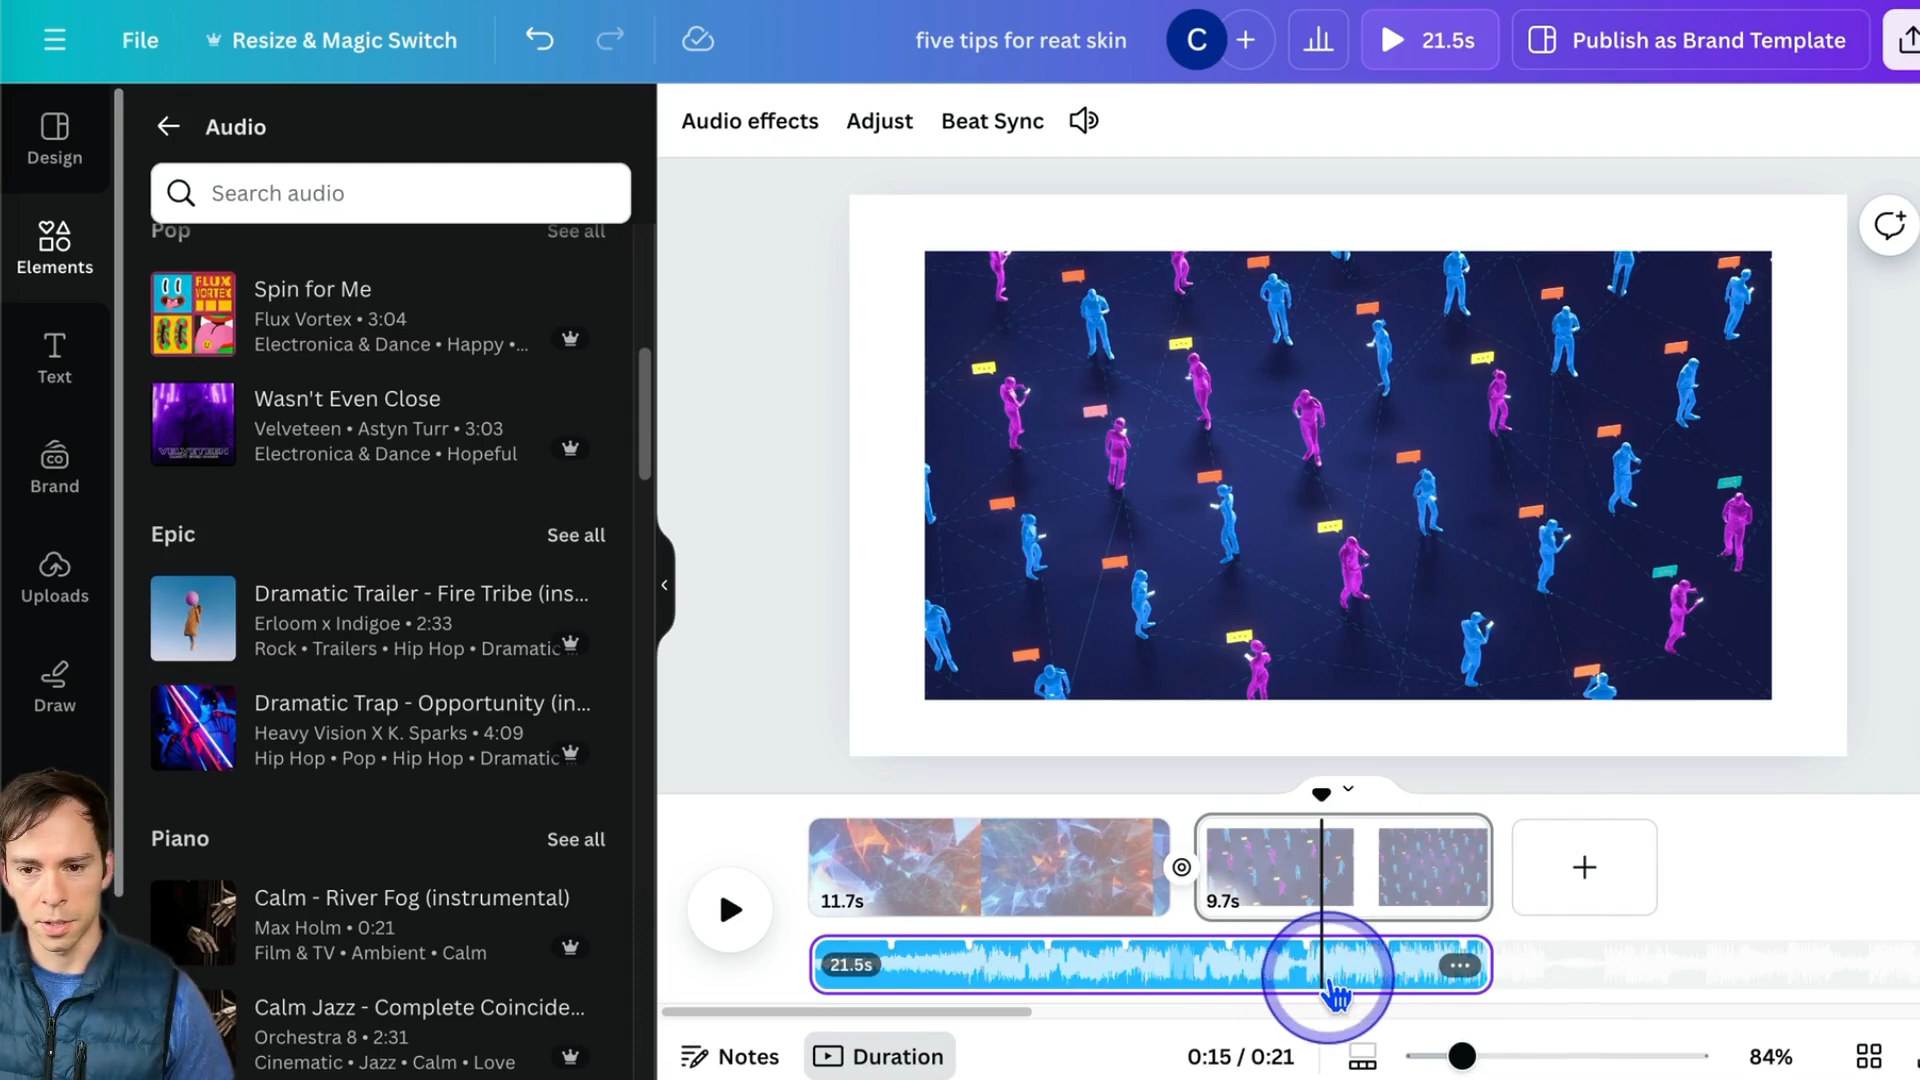 File
Resize & Magic Switch
five tips for reat skin
C
21.5s
Publish as Brand Template
Design
Elements
Text
Brand
Uploads
Draw
Audio
Search audio
Pop
See all
FLUX
VORTEX
Spin for Me
Flux Vortex • 3:04
Electronica & Dance • Happy •...
VELVETEEN
Wasn't Even Close
Velveteen • Astyn Turr • 3:03
Electronica & Dance • Hopeful
Epic
See all
Dramatic Trailer - Fire Tribe (ins...
Erloom x Indigoe • 2:33
Rock • Trailers • Hip Hop • Dramatic
Dramatic Trap - Opportunity (in...
Heavy Vision X K. Sparks • 4:09
Hip Hop • Pop • Hip Hop • Dramatic
Piano
See all
Calm - River Fog (instrumental)
Max Holm • 0:21
Film & TV • Ambient • Calm
Calm Jazz - Complete Coincide...
Orchestra 8 • 2:31
Cinematic • Jazz • Calm • Love
Audio effects
Adjust
Beat Sync
11.7s
9.7s
21.5s
Notes
Duration
0:15 / 0:21
84%